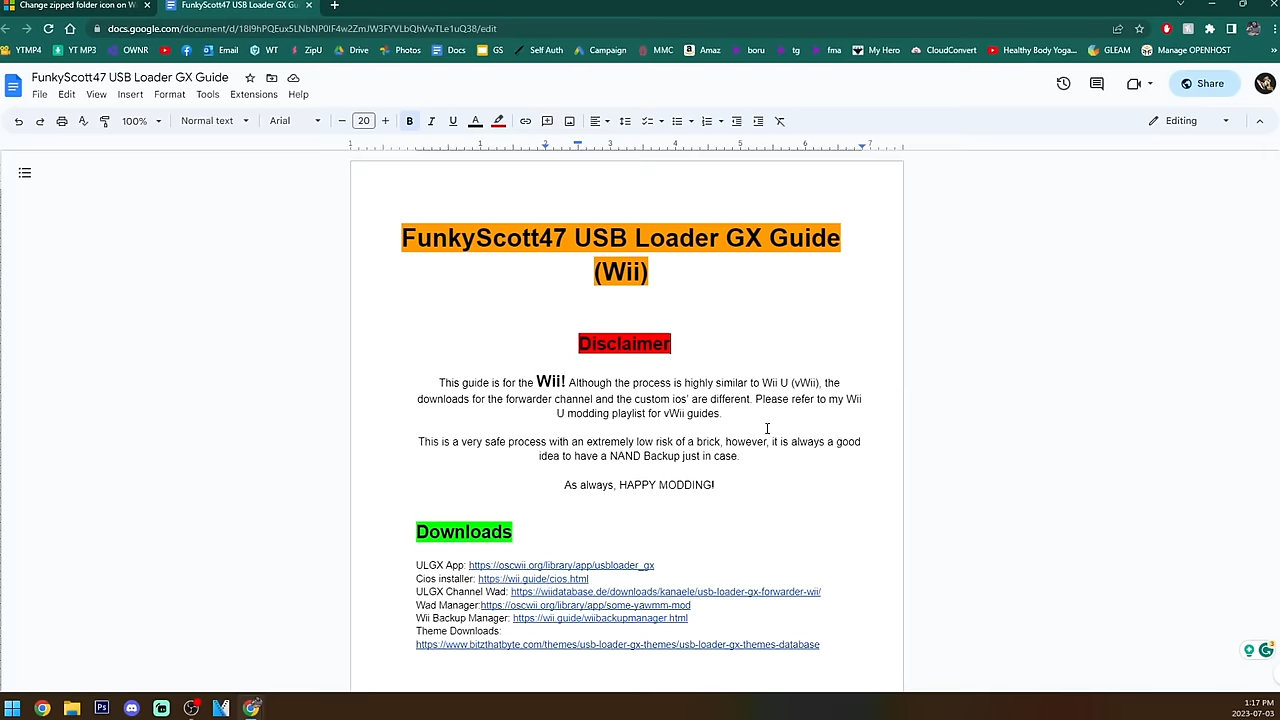 Change zipped folder icon on W
FunkyScott47 USB Loader GX Gu
docs.google.com/document/d/18I9hPQEux5LNbNP0IF4w2ZmJW3FYVLbQhVwTLe1uQ38/edit
YTMP4 YT MP3 OWNR Email WT ZipU Drive Photos Docs GS Self Auth Campaign MMC Amaz boru tg fma My Hero CloudConvert Healthy Body Yoga... GLEAM Manage OPENHOST
FunkyScott47 USB Loader GX Guide
File Edit View Insert Format Tools Extensions Help
Share
100% Normal text Arial 20 B I U A Editing
1 1 2 3 4 5 6 7
FunkyScott47 USB Loader GX Guide
(Wii)
Disclaimer
This guide is for the Wii! Although the process is highly similar to Wii U (vWii), the
downloads for the forwarder channel and the custom ios' are different. Please refer to my Wii
U modding playlist for vWii guides.
This is a very safe process with an extremely low risk of a brick, however, it is always a good
idea to have a NAND Backup just in case.
As always, HAPPY MODDING!
Downloads
ULGX App: https://oscwii.org/library/app/usbloader_gx
Cios installer: https://wii.guide/cios.html
ULGX Channel Wad: https://wiidatabase.de/downloads/kanaele/usb-loader-gx-forwarder-wii/
Wad Manager:https://oscwii.org/library/app/some-yawmm-mod
Wii Backup Manager: https://wii.guide/wiibackupmanager.html
Theme Downloads:
https://www.bitzthatbyte.com/themes/usb-loader-gx-themes/usb-loader-gx-themes-database
1:17 PM
2023-07-03